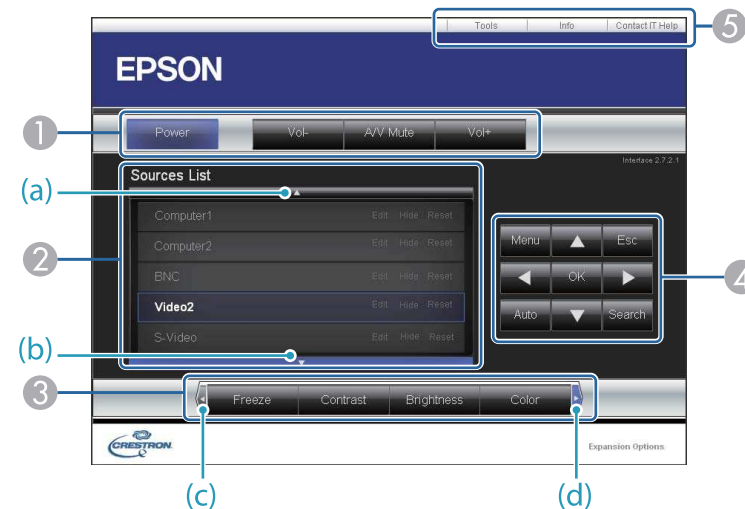 Tools Info Contact IT Help 5
EPSON
1 Power Vol- A/V Mute Vol+
Interface 2.7.2.1
Sources List
(a)
Computer1 Edit Hide Reset
Computer2 Edit Hide Reset
2 BNC Edit Hide Reset
Video2 Edit Hide Reset
S-Video Edit Hide Reset
(b)
Menu Esc
OK 4
Auto Search
3 Freeze Contrast Brightness Color
CRESTRON Expansion Options
(c) (d)